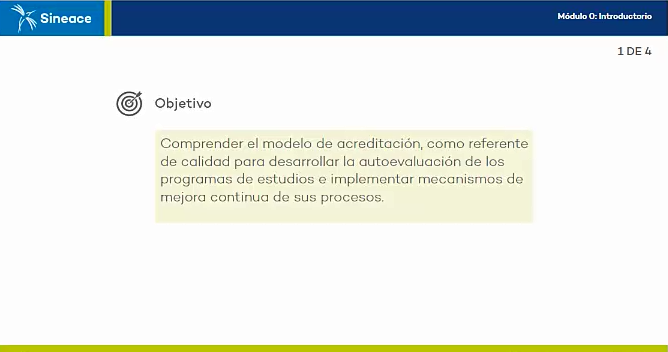 Sineace
Módulo 0: Introductorio
1 DE 4
Objetivo
Comprender el modelo de acreditación, como referente
de calidad para desarrollar la autoevaluación de los
programas de estudios e implementar mecanismos de
mejora continua de sus procesos.